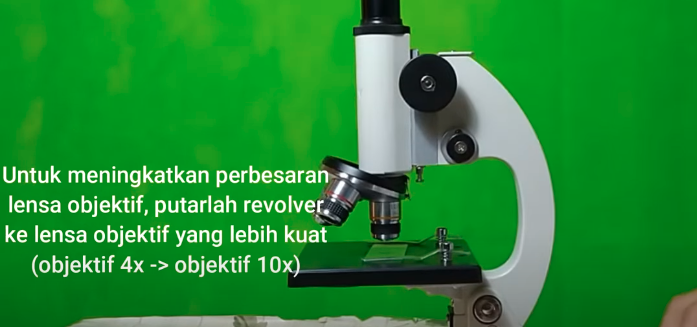 Untuk meningkatkan perbesaran
lensa objektif, putarlah revolver
ke lensa objektif yang lebih kuat
(objektif 4x -> objektif 10x)